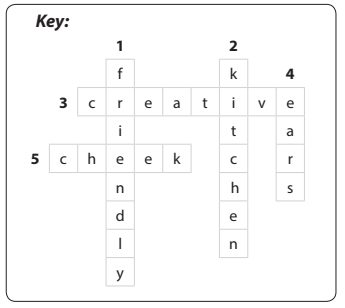 Key:
1 2
f k 4
3 c r e a t i v e
i t a
5 c h e e k c r
n h s
d e
l n
y